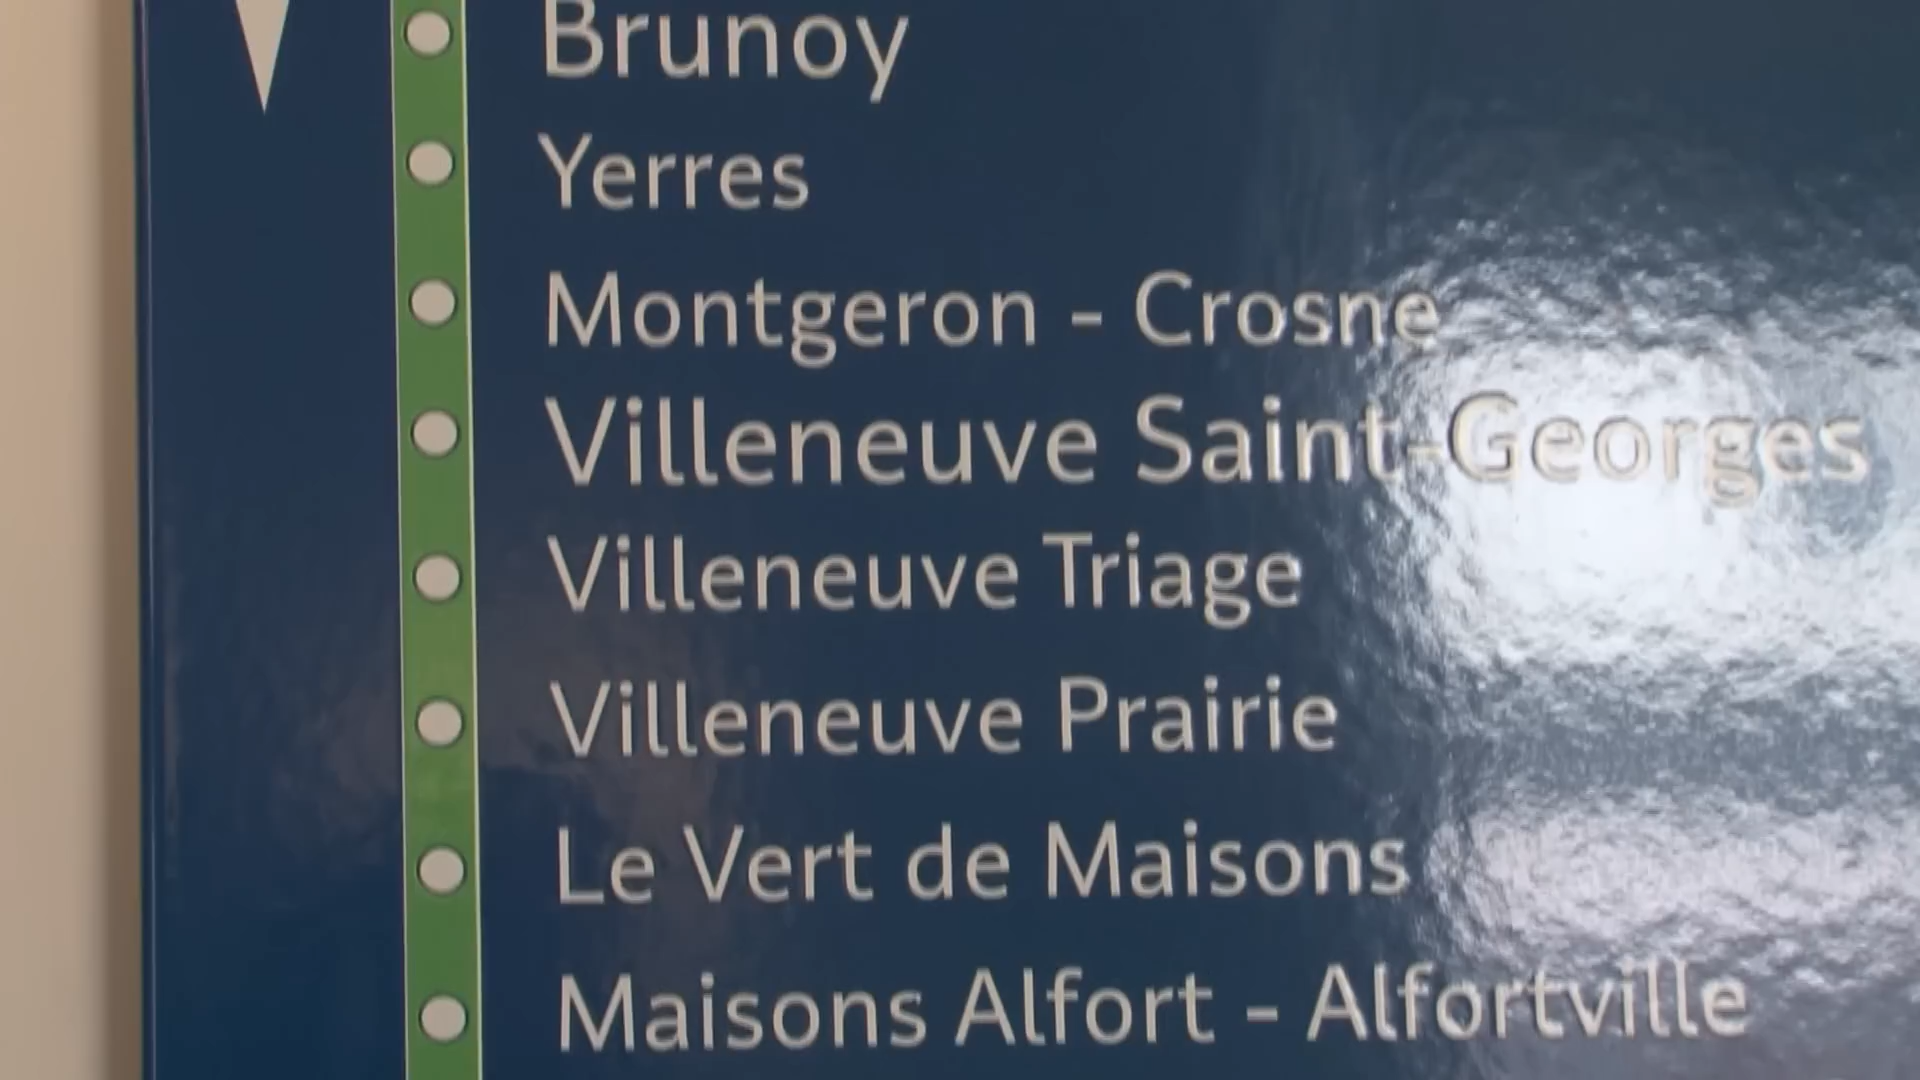 Brunoy
Yerres
Montgeron - Crosne
Villeneuve Saint-Georges
Villeneuve Triage
Villeneuve Prairie
Le Vert de Maisons
Maisons Alfort - Alfortville